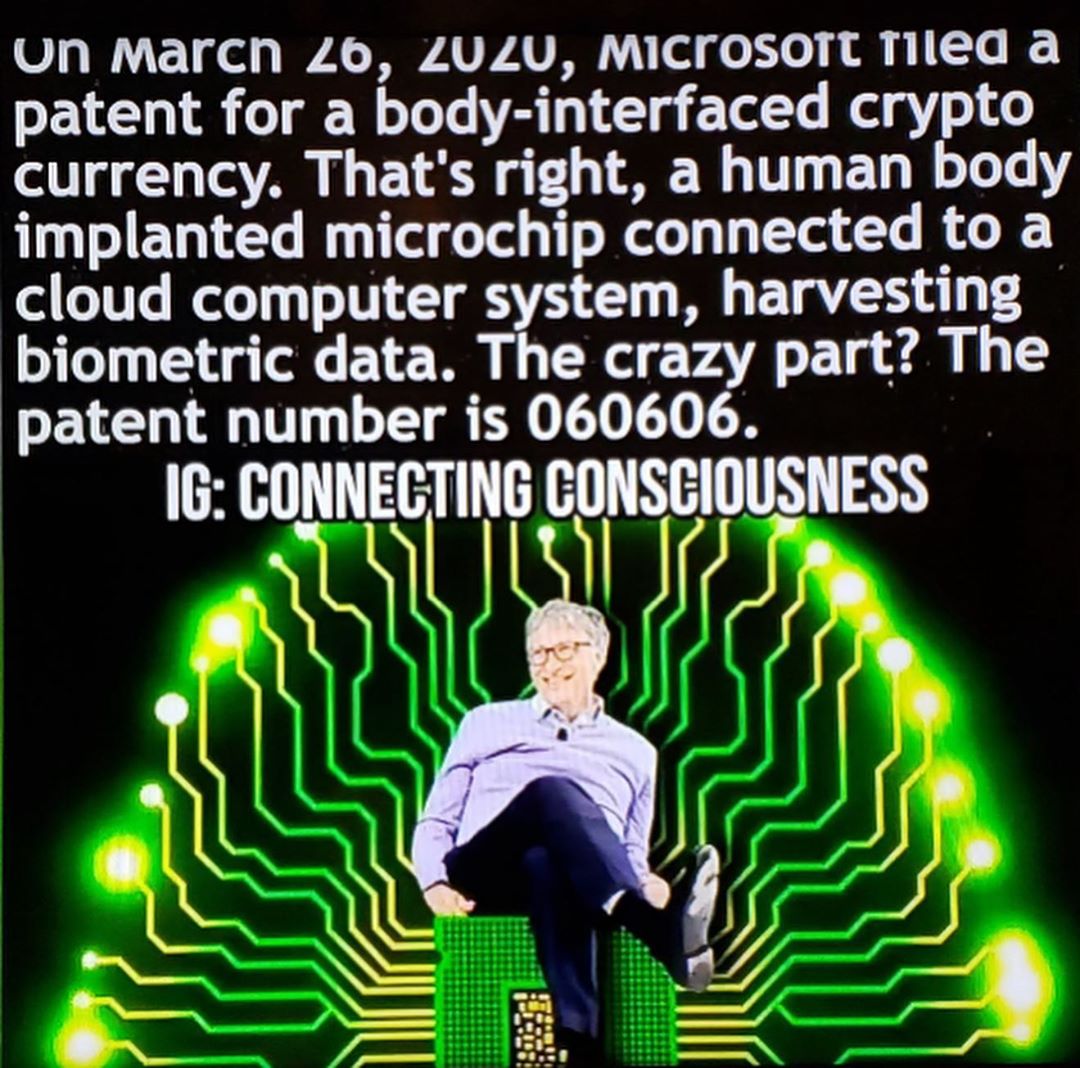 On March 26, 2020, Microsoft filed a
patent for a body-interfaced crypto
currency. That's right, a human body
implanted microchip connected to a
cloud computer system, harvesting
biometric data. The crazy part? The
patent number is 060606.
IG: CONNECTING CONSCIOUSNESS